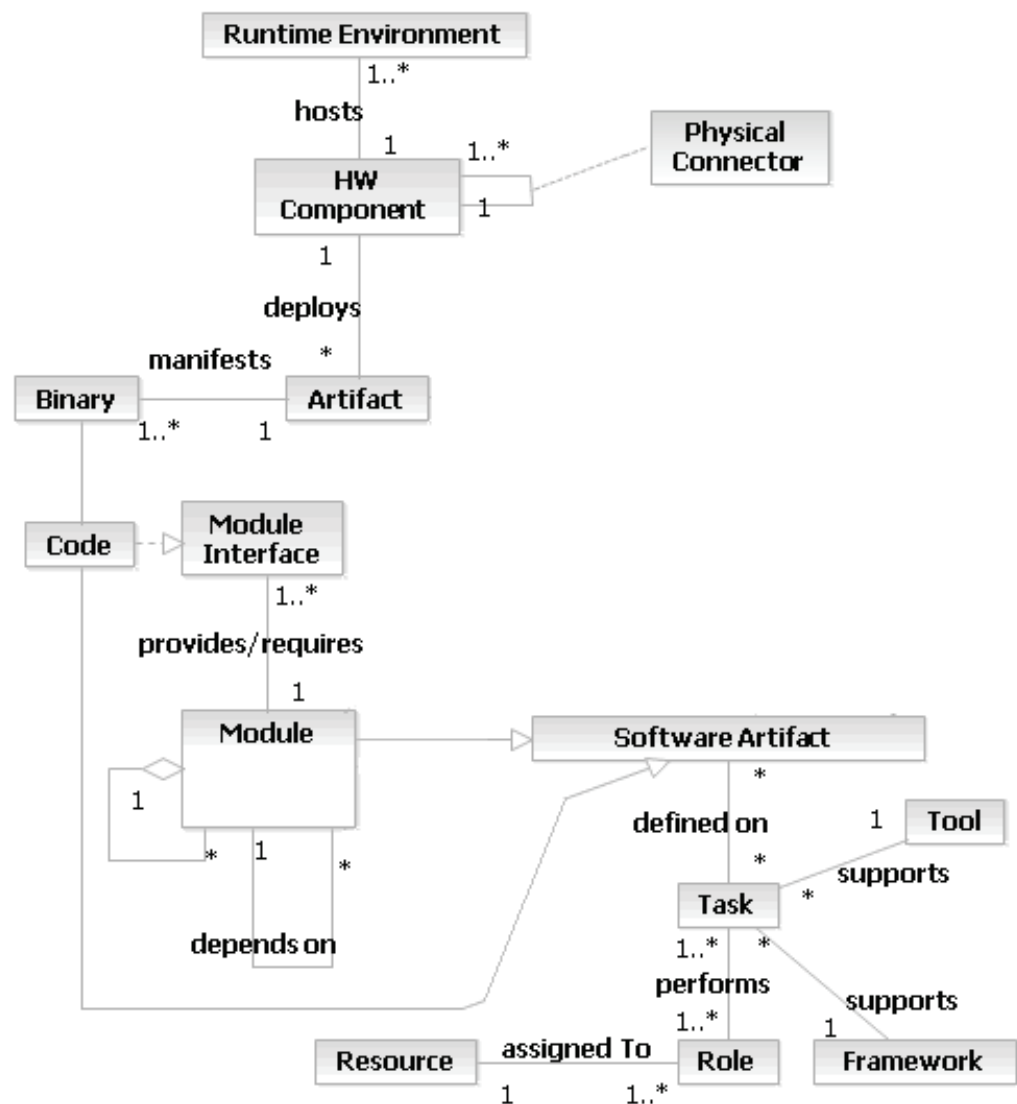 Runtime Environment
1..*
hosts
1
1..*
Physical
Connector
HW
Component
1
1
deploys
manifests
*
Binary
Artifact
1..*
1
Code
Module
Interface
1..*
provides/requires
1
Module
Software Artifact
1
*
*
1
*
defined on
*
1
Tool
supports
*
Task
depends on
1..*
*
performs
supports
1..*
1
Resource
assigned To
Role
Framework
1
1..*